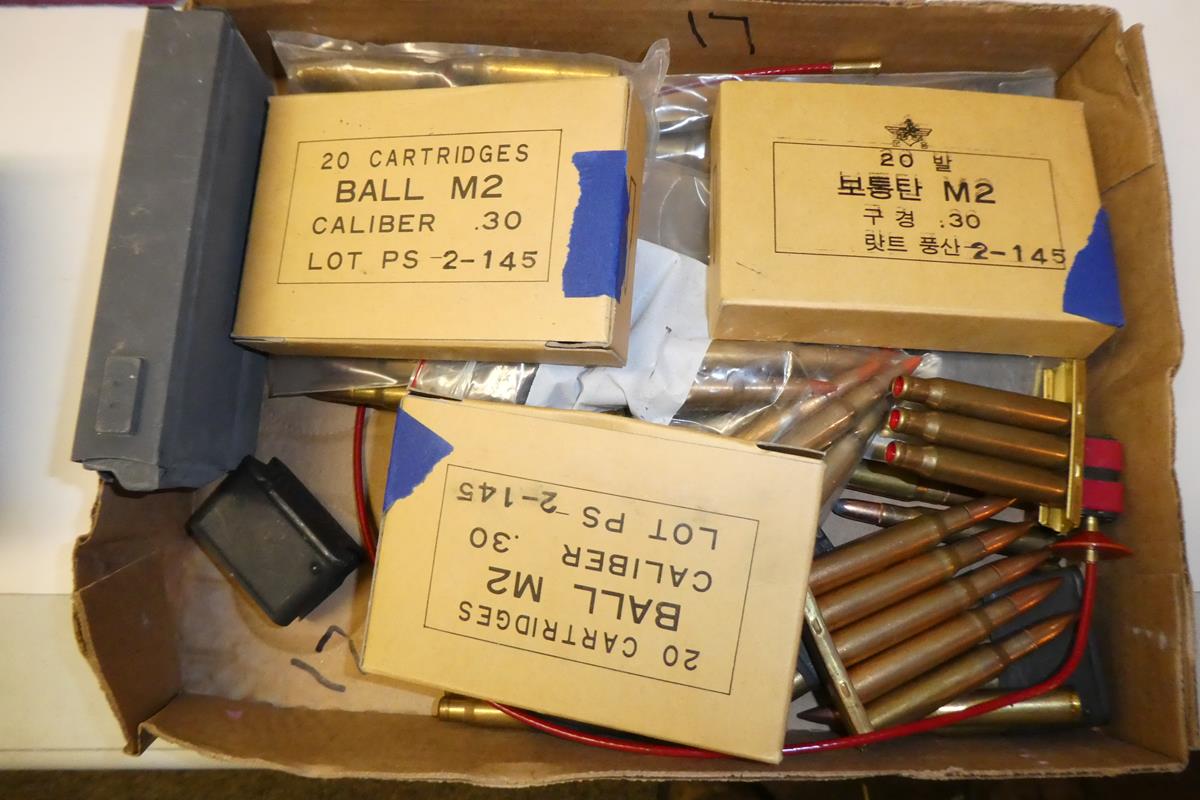 17
20 CARTRIDGES
BALL M2
CALIBER .30
LOT PS 2-145
20 발
보통탄 M2
구경 .30
랏트 풍산 2-145
20 CARTRIDGES
BALL M2
CALIBER .30
LOT PS 2-145